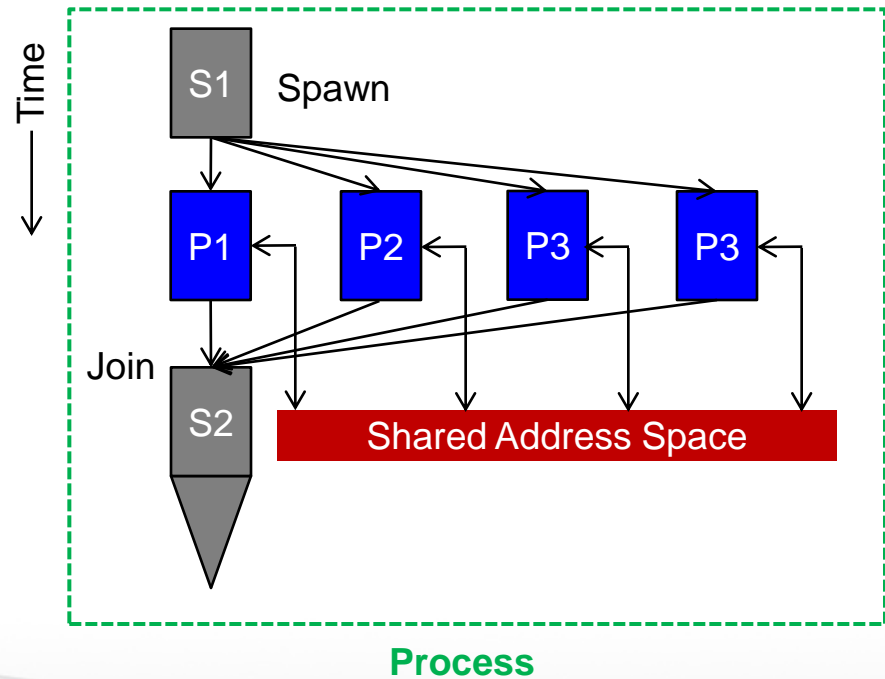 Time
S1
Spawn
P1
P2
P3
P3
Join
S2
Shared Address Space
Process